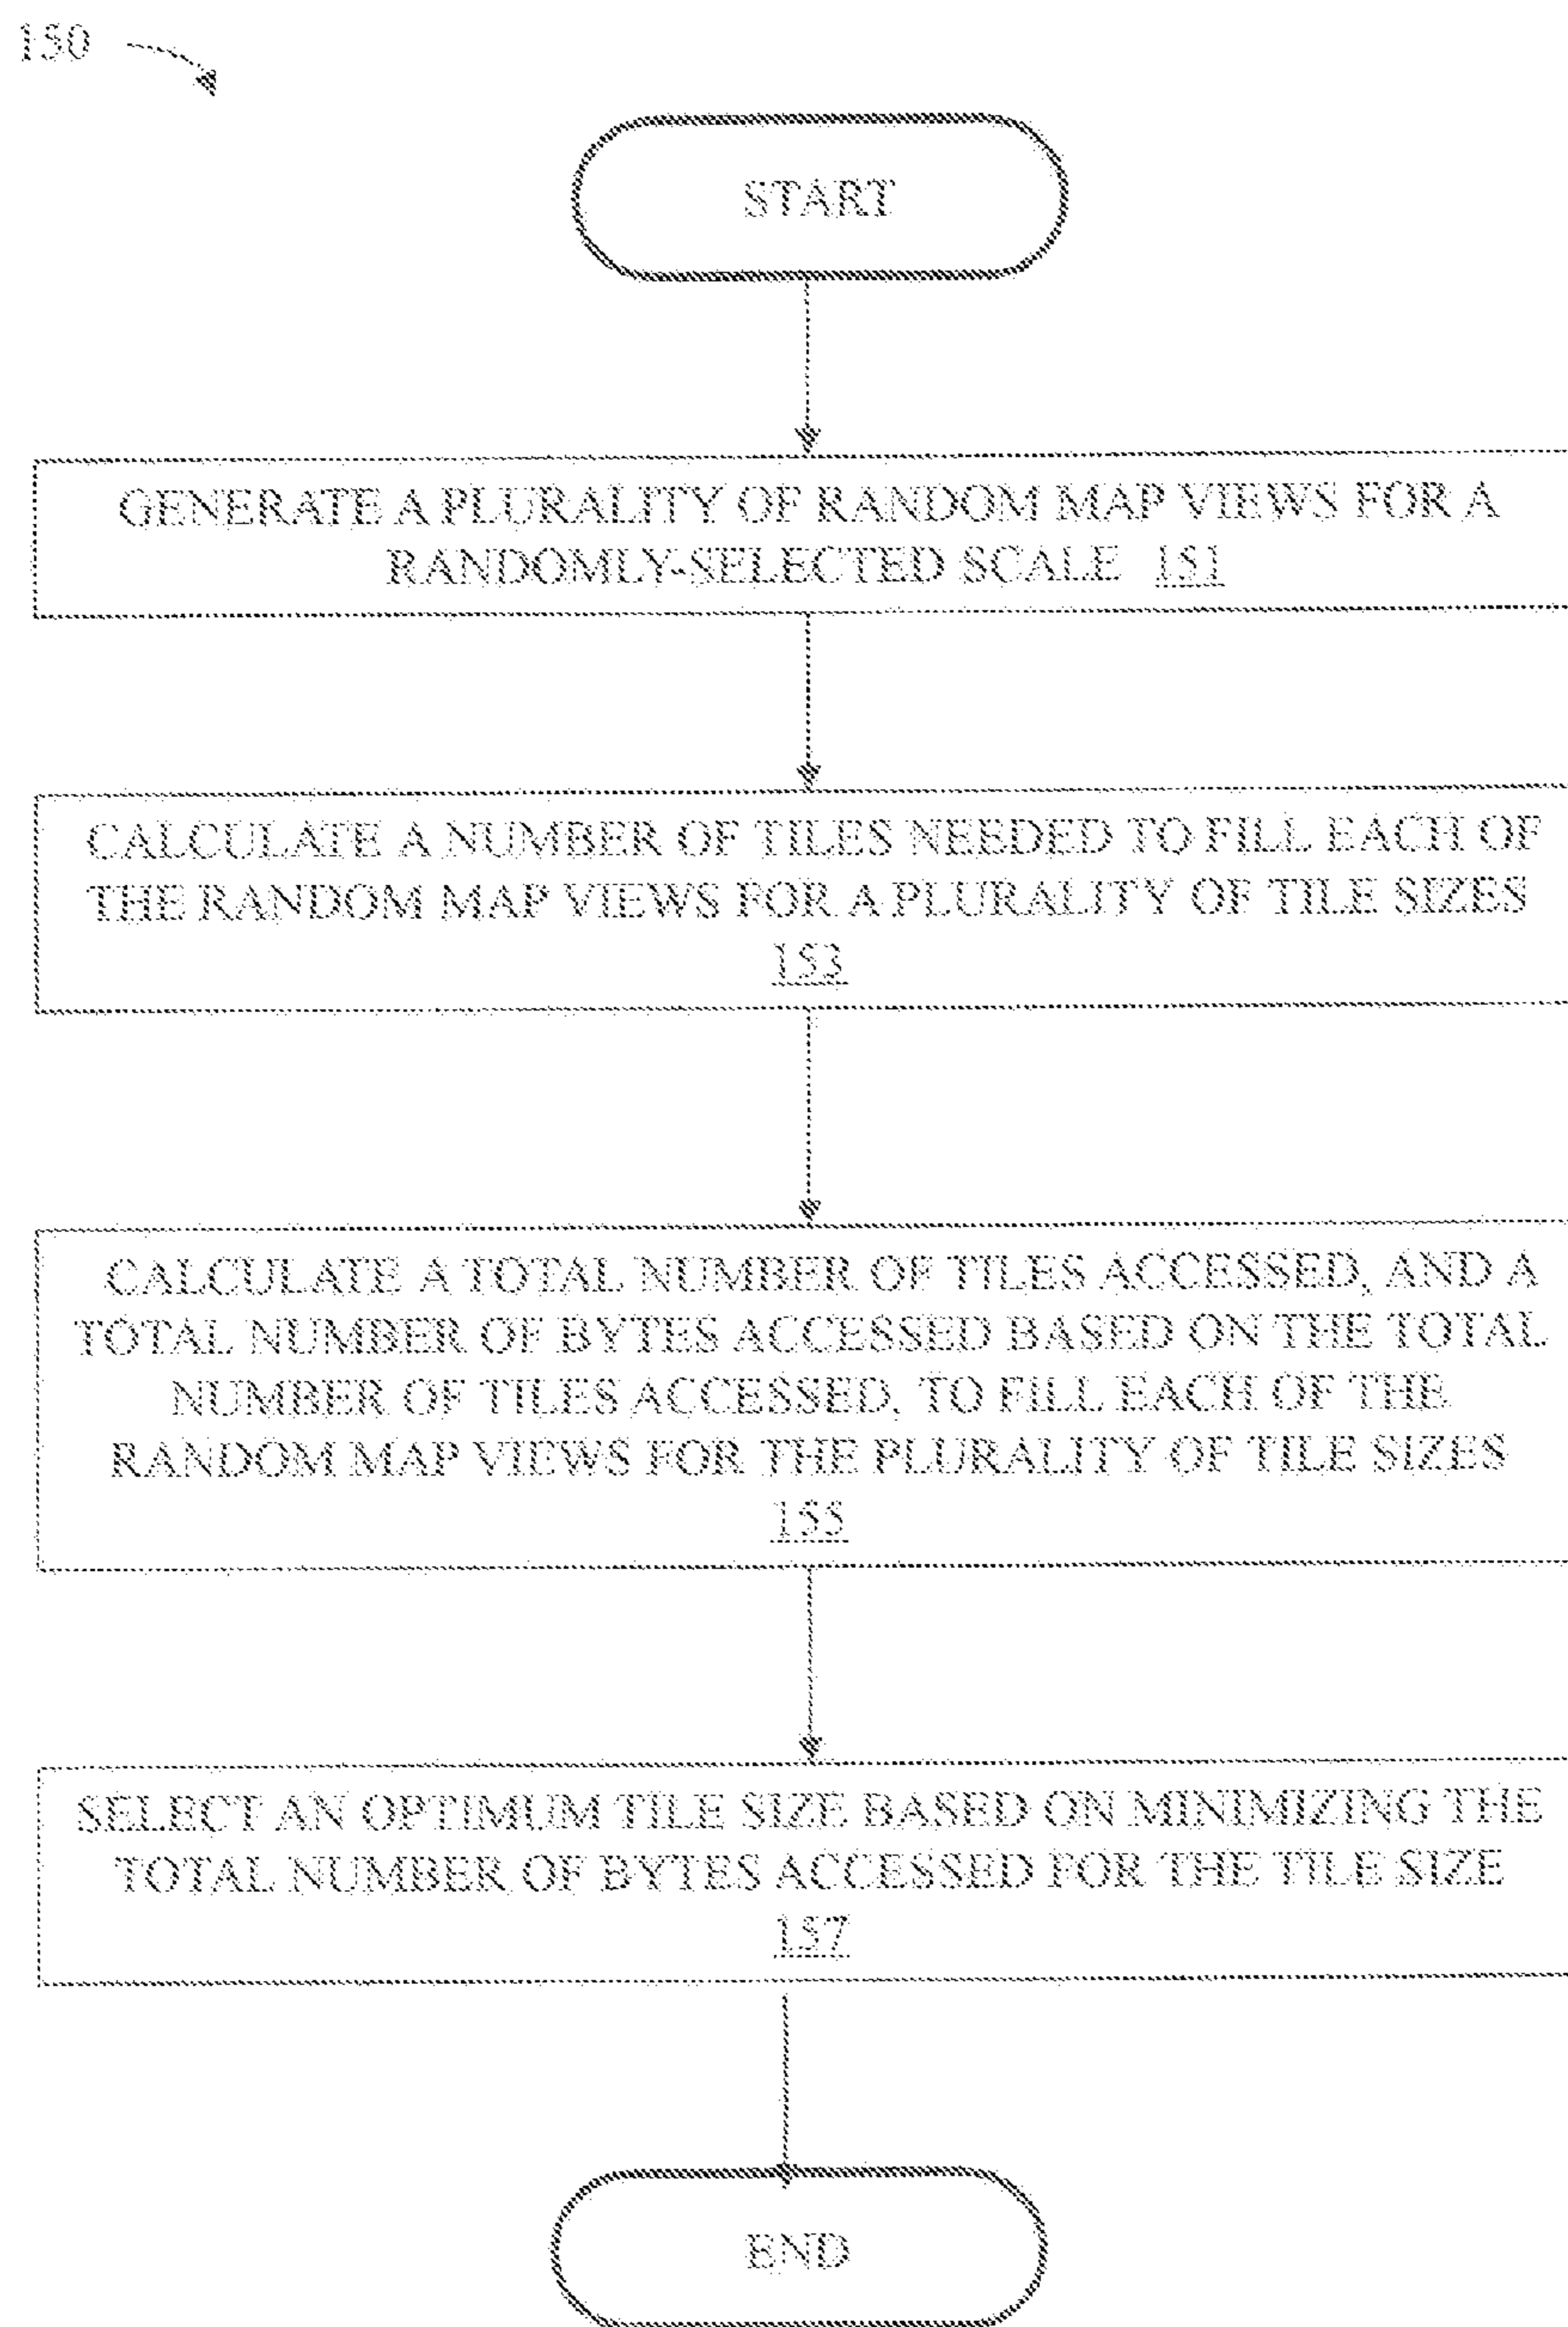 150
START
GENERATE A PLURALITY OF RANDOM MAP VIEWS FOR A
RANDOMLY-SELECTED SCALE 151
CALCULATE A NUMBER OF TILES NEEDED TO FILL EACH OF
THE RANDOM MAP VIEWS FOR A PLURALITY OF TILE SIZES
153
CALCULATE A TOTAL NUMBER OF TILES ACCESSED, AND A
TOTAL NUMBER OF BYTES ACCESSED BASED ON THE TOTAL
NUMBER OF TILES ACCESSED, TO FILL EACH OF THE
RANDOM MAP VIEWS FOR THE PLURALITY OF TILE SIZES
155
SELECT AN OPTIMUM TILE SIZE BASED ON MINIMIZING THE
TOTAL NUMBER OF BYTES ACCESSED FOR THE TILE SIZE
157
END